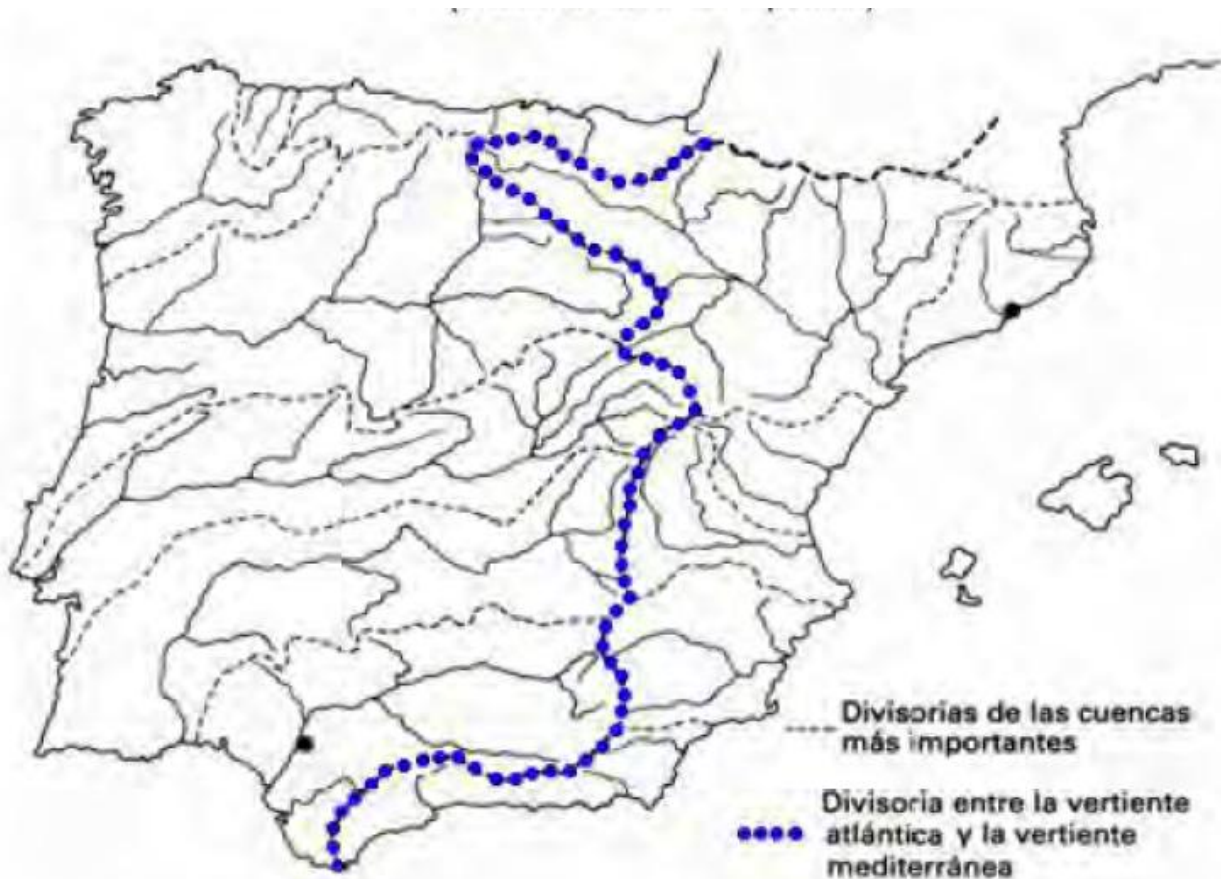 Divisorias de las cuencas
más importantes
Divisoria entre la vertiente
atlántica y la vertiente
mediterránea